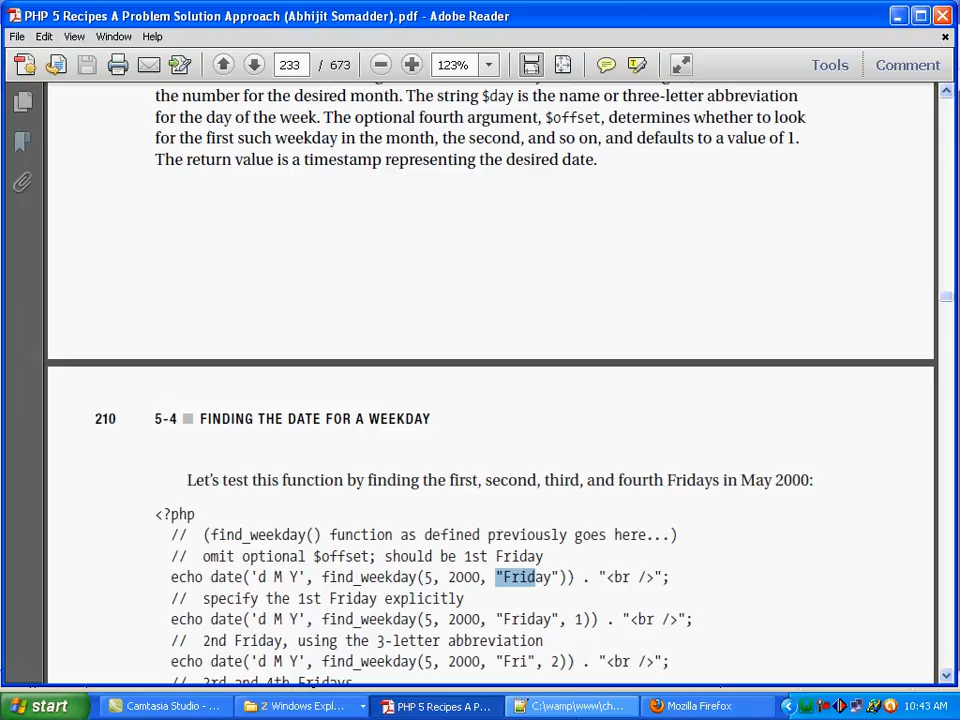 PHP 5 Recipes A Problem Solution Approach (Abhijit Somadder).pdf - Adobe Reader
File Edit View Window Help
233 / 673 123% Tools Comment
the number for the desired month. The string $day is the name or three-letter abbreviation
for the day of the week. The optional fourth argument, $offset, determines whether to look
for the first such weekday in the month, the second, and so on, and defaults to a value of 1.
The return value is a timestamp representing the desired date.
210 5-4 ■ FINDING THE DATE FOR A WEEKDAY
Let's test this function by finding the first, second, third, and fourth Fridays in May 2000:
<?php
// (find_weekday() function as defined previously goes here...)
// omit optional $offset; should be 1st Friday
echo date('d M Y', find_weekday(5, 2000, "Friday")) . "<br />";
// specify the 1st Friday explicitly
echo date('d M Y', find_weekday(5, 2000, "Friday", 1)) . "<br />";
// 2nd Friday, using the 3-letter abbreviation
echo date('d M Y', find_weekday(5, 2000, "Fri", 2)) . "<br />";
// 3rd and 4th Fridays
start Camtasia Studio - ... 2 Windows Expl... PHP 5 Recipes A P... C:\wamp\www\ch... Mozilla Firefox 10:43 AM